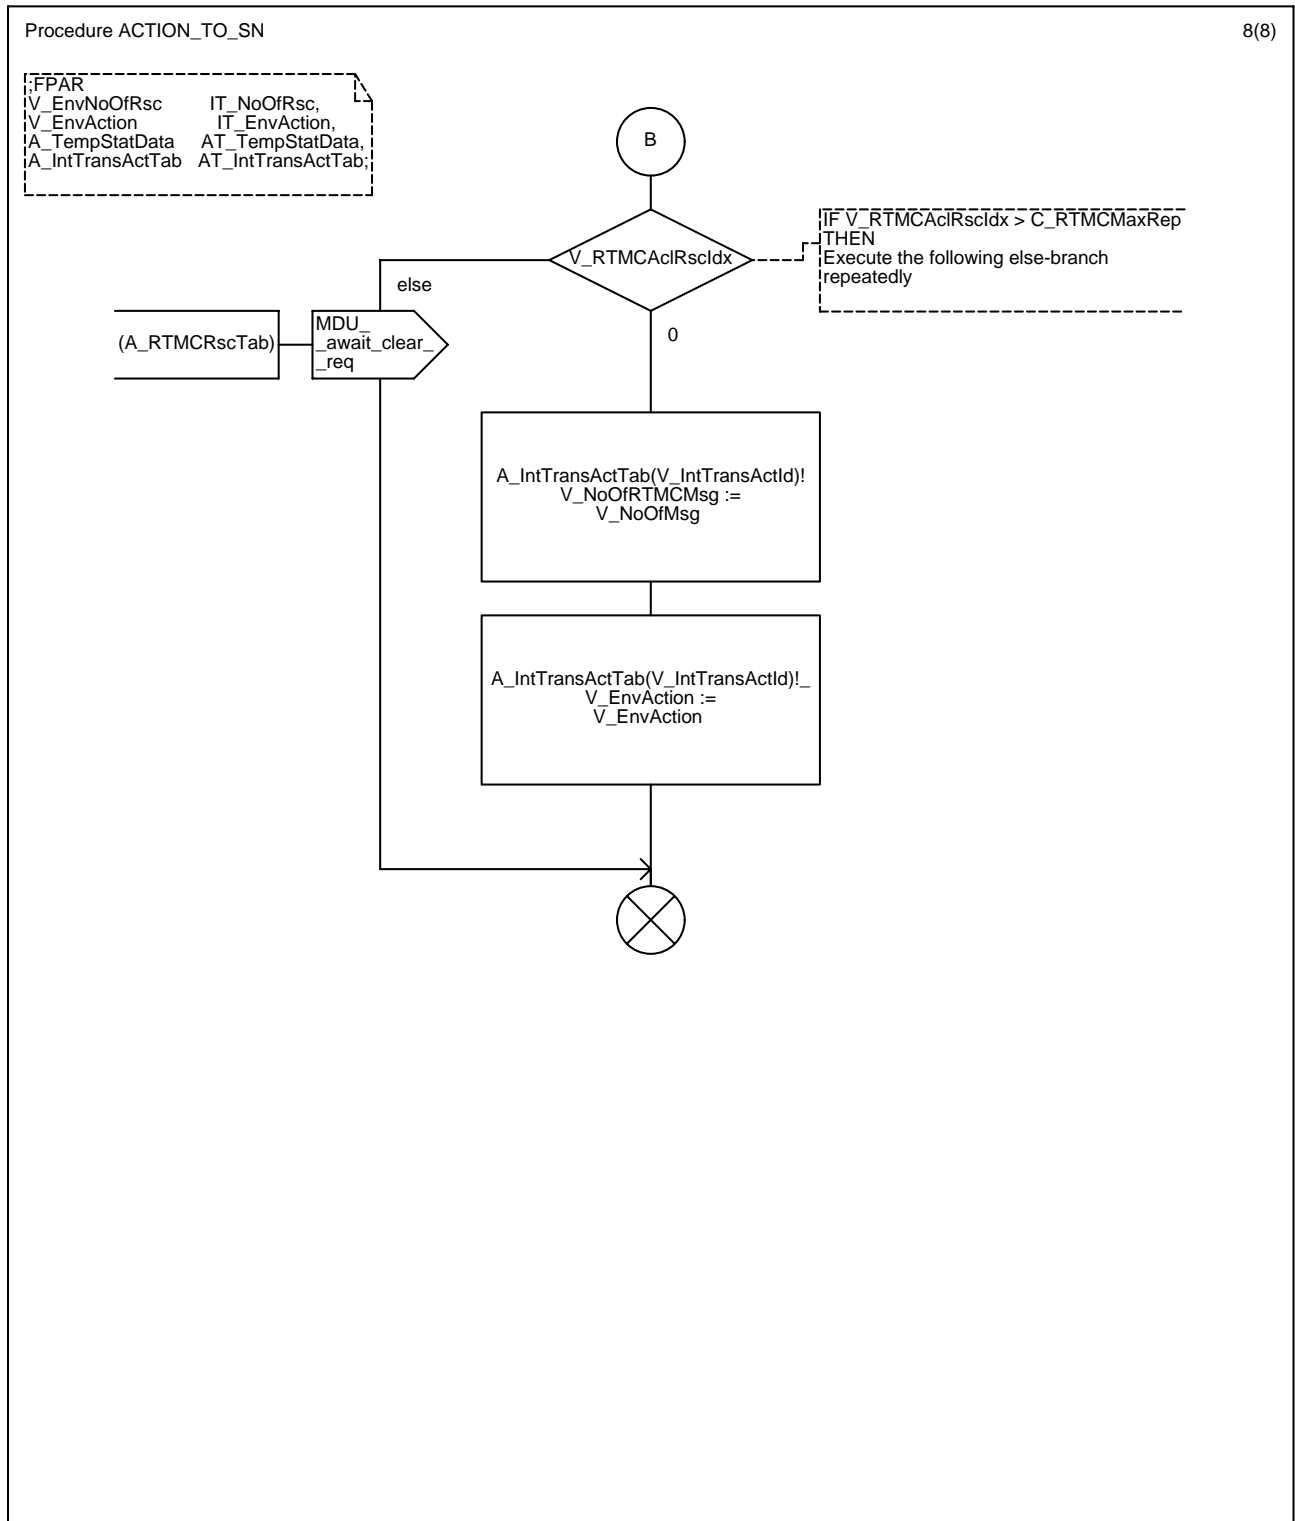 Procedure ACTION_TO_SN
8(8)
;FPAR
V_EnvNoOfRsc IT_NoOfRsc,
V_EnvAction IT_EnvAction,
A_TempStatData AT_TempStatData,
A_IntTransActTab AT_IntTransActTab;
B
V_RTMCAclRscIdx
IF V_RTMCAclRscIdx > C_RTMCMaxRep
THEN
Execute the following else-branch
repeatedly
else
(A_RTMCRscTab)
MDU_
_await_clear_
_req
0
A_IntTransActTab(V_IntTransActId)!
V_NoOfRTMCMsg :=
V_NoOfMsg
A_IntTransActTab(V_IntTransActId)!_
V_EnvAction :=
V_EnvAction